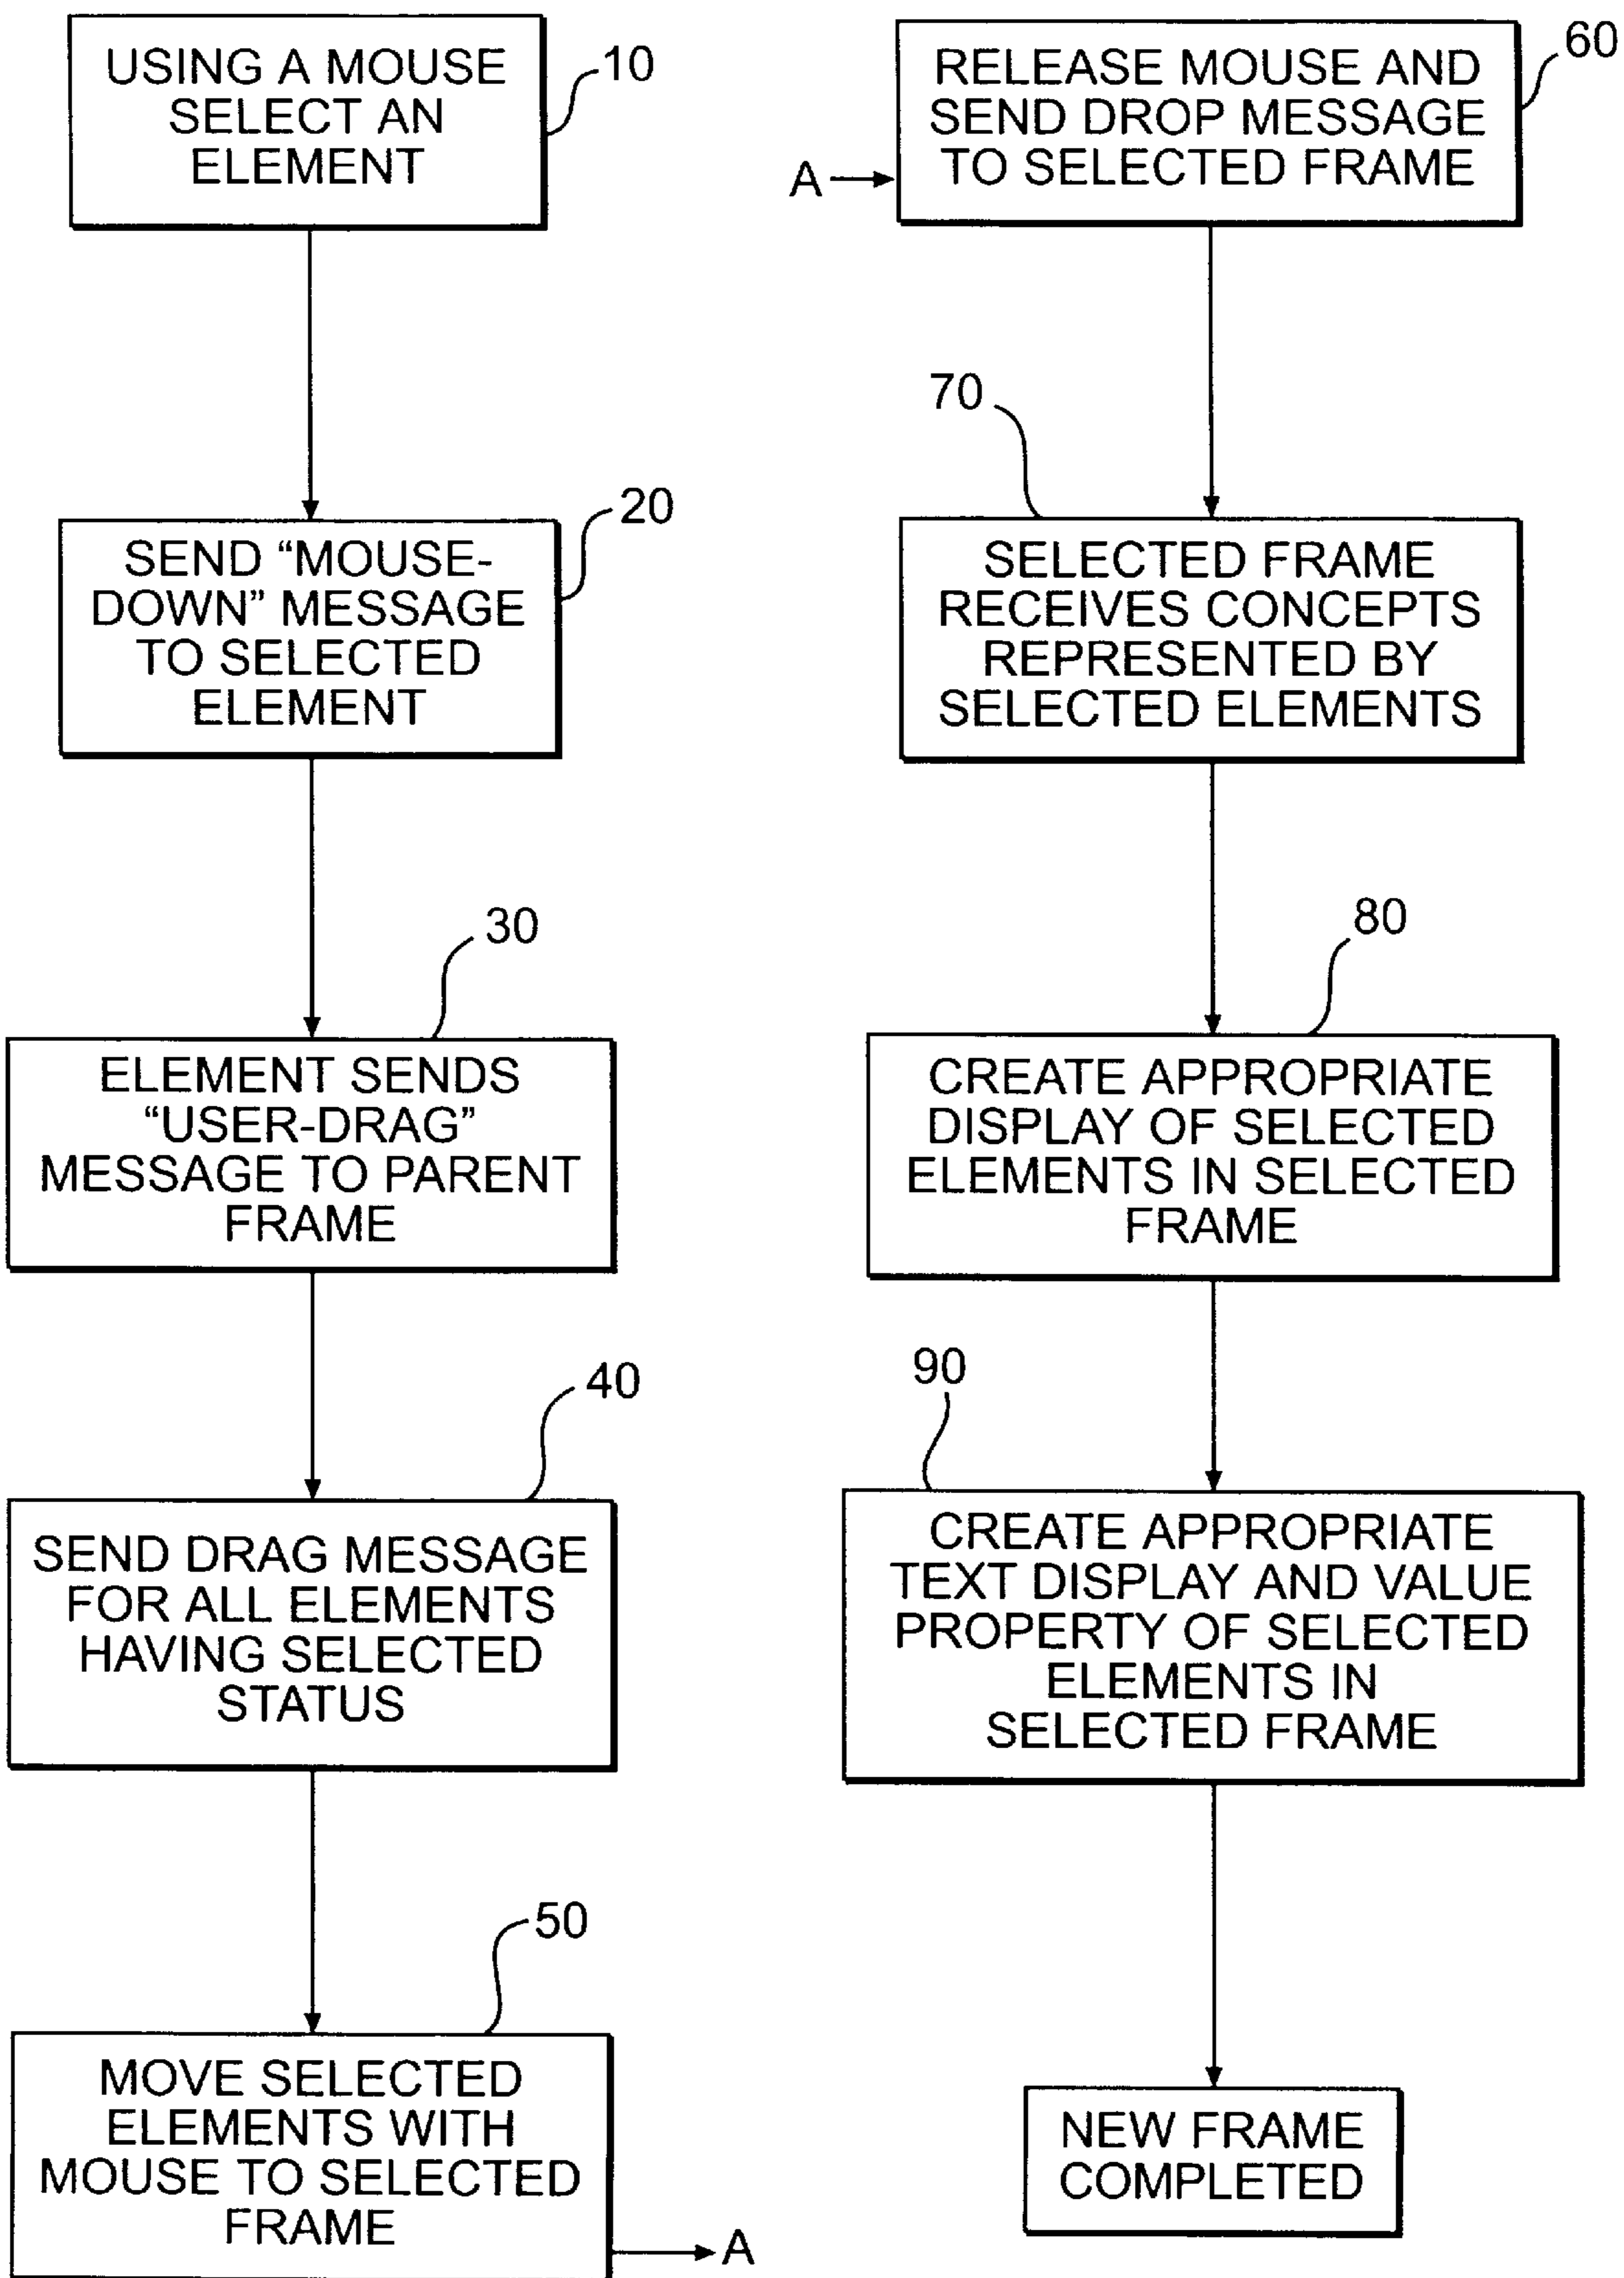 USING A MOUSE
SELECT AN
ELEMENT
10
SEND “MOUSE-
DOWN” MESSAGE
TO SELECTED
ELEMENT
20
30
ELEMENT SENDS
“USER-DRAG”
MESSAGE TO PARENT
FRAME
40
SEND DRAG MESSAGE
FOR ALL ELEMENTS
HAVING SELECTED
STATUS
50
MOVE SELECTED
ELEMENTS WITH
MOUSE TO SELECTED
FRAME
A
A
RELEASE MOUSE AND
SEND DROP MESSAGE
TO SELECTED FRAME
60
70
SELECTED FRAME
RECEIVES CONCEPTS
REPRESENTED BY
SELECTED ELEMENTS
80
CREATE APPROPRIATE
DISPLAY OF SELECTED
ELEMENTS IN SELECTED
FRAME
90
CREATE APPROPRIATE
TEXT DISPLAY AND VALUE
PROPERTY OF SELECTED
ELEMENTS IN
SELECTED FRAME
NEW FRAME
COMPLETED